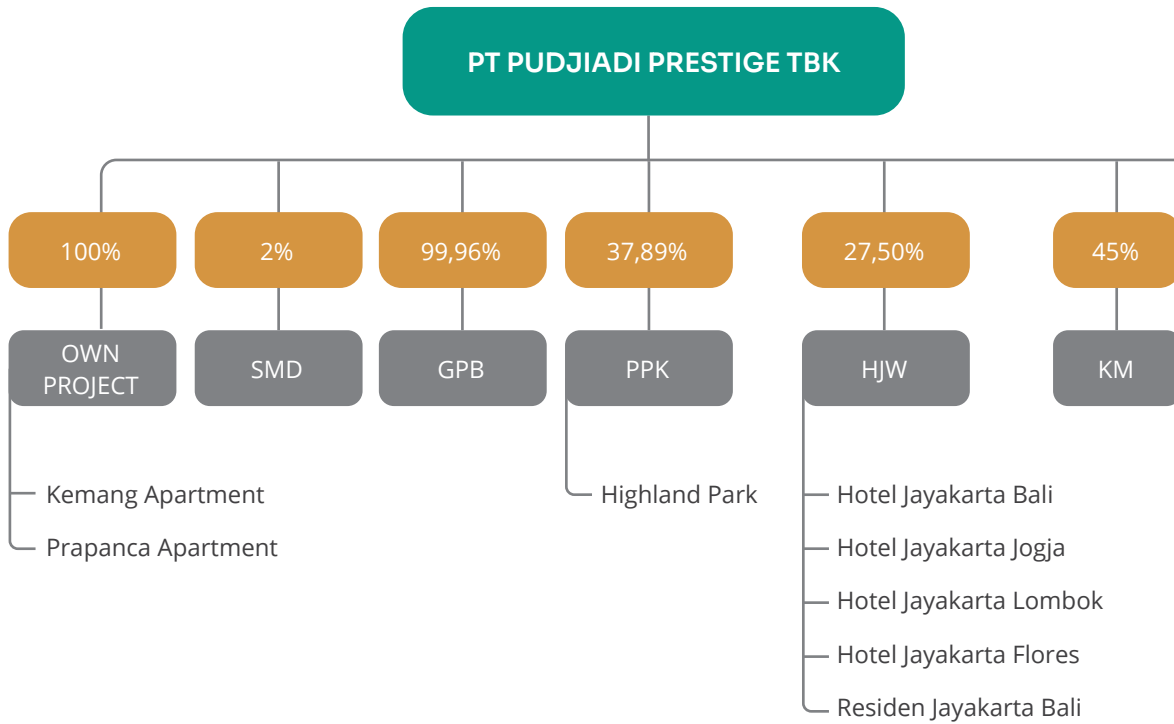 PT PUDJIADI PRESTIGE TBK
100%
2%
99,96%
37,89%
27,50%
45%
OWN
PROJECT
SMD
GPB
PPK
HJW
KM
Kemang Apartment
Prapanca Apartment
Highland Park
Hotel Jayakarta Bali
Hotel Jayakarta Jogja
Hotel Jayakarta Lombok
Hotel Jayakarta Flores
Residen Jayakarta Bali